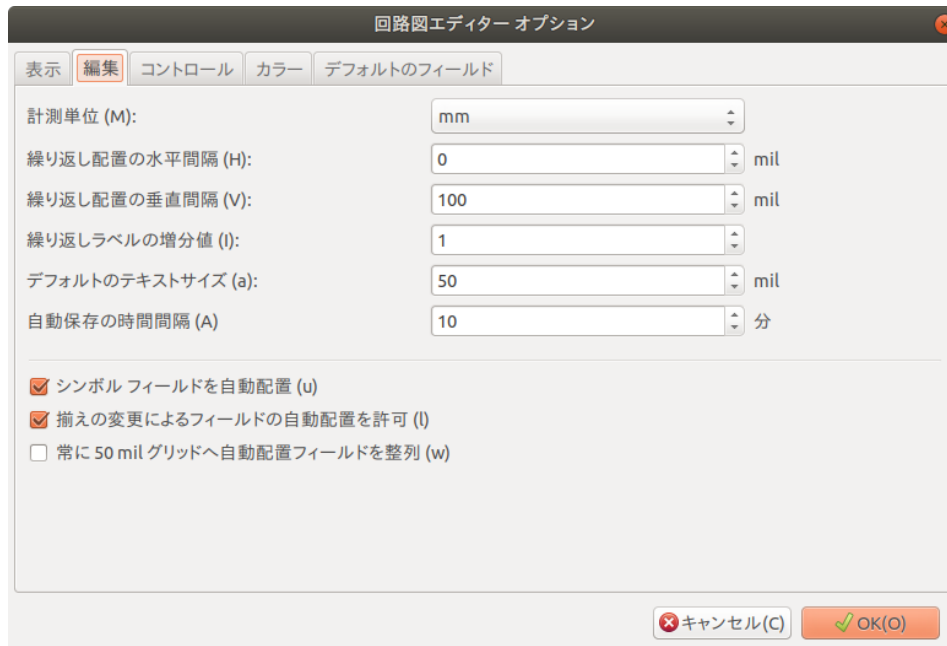 回路図エディター オプション
表示 編集 コントロール カラー デフォルトのフィールド
計測単位 (M): mm
繰り返し配置の水平間隔 (H): 0 mil
繰り返し配置の垂直間隔 (V): 100 mil
繰り返しラベルの増分値 (I): 1
デフォルトのテキストサイズ (a): 50 mil
自動保存の時間間隔 (A) 10 分
シンボル フィールドを自動配置 (u)
揃えの変更によるフィールドの自動配置を許可 (l)
常に 50 mil グリッドへ自動配置フィールドを整列 (w)
キャンセル(C) OK(O)